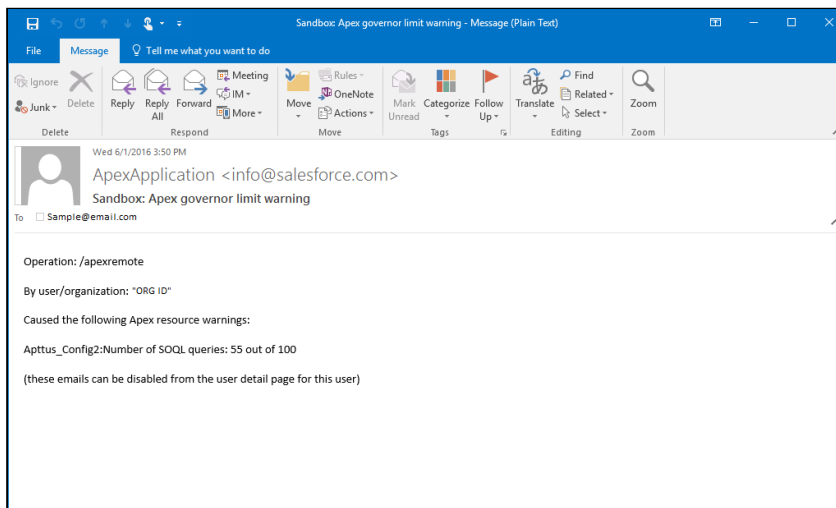 Sandbox: Apex governor limit warning - Message (Plain Text)
File Message Tell me what you want to do
Ignore
Junk
Delete
Reply
Reply All
Forward
Meeting
IM
More
Move
Rules
OneNote
Actions
Mark Unread
Categorize
Follow Up
Translate
Find
Related
Select
Zoom
Delete Respond Move Tags Editing Zoom
Wed 6/1/2016 3:50 PM
ApexApplication <info@salesforce.com>
Sandbox: Apex governor limit warning
To Sample@email.com
Operation: /apexremote
By user/organization: "ORG ID"
Caused the following Apex resource warnings:
Apttus_Config2:Number of SOQL queries: 55 out of 100
(these emails can be disabled from the user detail page for this user)